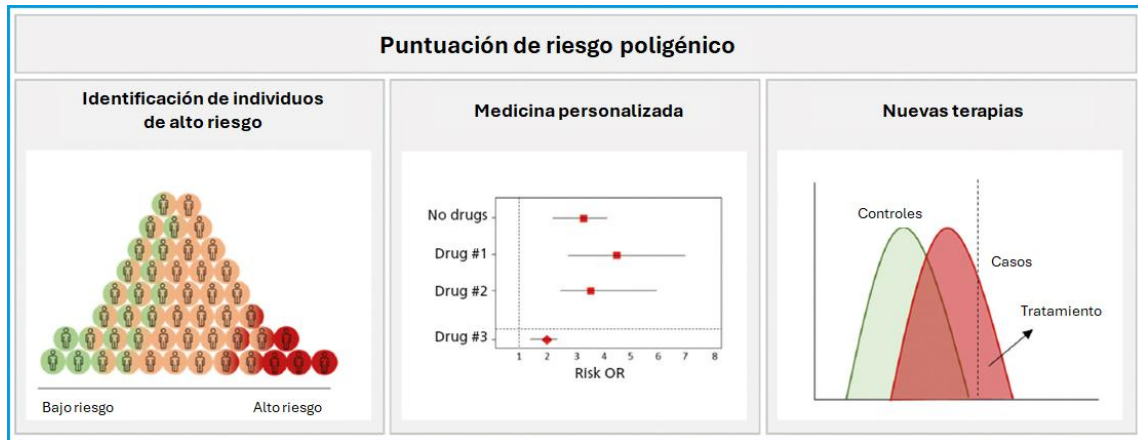 Puntuación de riesgo poligénico
Identificación de individuos
de alto riesgo
Bajo riesgo
Alto riesgo
Medicina personalizada
No drugs
Drug #1
Drug #2
Drug #3
1 2 3 4 5 6 7 8
Risk OR
Nuevas terapias
Controles
Casos
Tratamiento